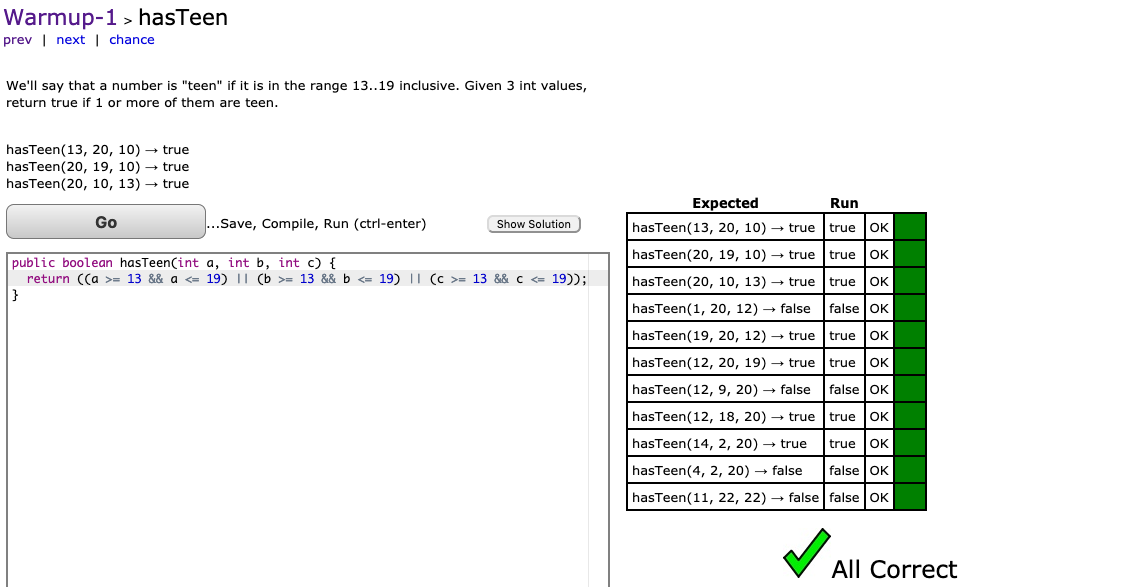 Warmup-1 > hasTeen
prev | next | chance
We'll say that a number is "teen" if it is in the range 13..19 inclusive. Given 3 int values,
return true if 1 or more of them are teen.
hasTeen(13, 20, 10) → true
hasTeen(20, 19, 10) → true
hasTeen(20, 10, 13) → true
Go ...Save, Compile, Run (ctrl-enter) Show Solution
public boolean hasTeen(int a, int b, int c) {
  return ((a >= 13 && a <= 19) || (b >= 13 && b <= 19) || (c >= 13 && c <= 19));
}
Expected Run
hasTeen(13, 20, 10) → true true OK
hasTeen(20, 19, 10) → true true OK
hasTeen(20, 10, 13) → true true OK
hasTeen(1, 20, 12) → false false OK
hasTeen(19, 20, 12) → true true OK
hasTeen(12, 20, 19) → true true OK
hasTeen(12, 9, 20) → false false OK
hasTeen(12, 18, 20) → true true OK
hasTeen(14, 2, 20) → true true OK
hasTeen(4, 2, 20) → false false OK
hasTeen(11, 22, 22) → false false OK
All Correct